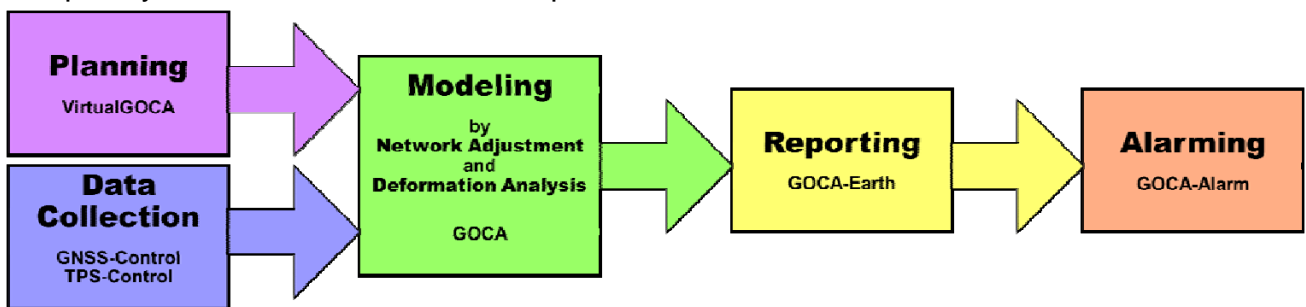 Planning
VirtualGOCA
Data
Collection
GNSS-Control
TPS-Control
Modeling
by
Network Adjustment
and
Deformation Analysis
GOCA
Reporting
GOCA-Earth
Alarming
GOCA-Alarm